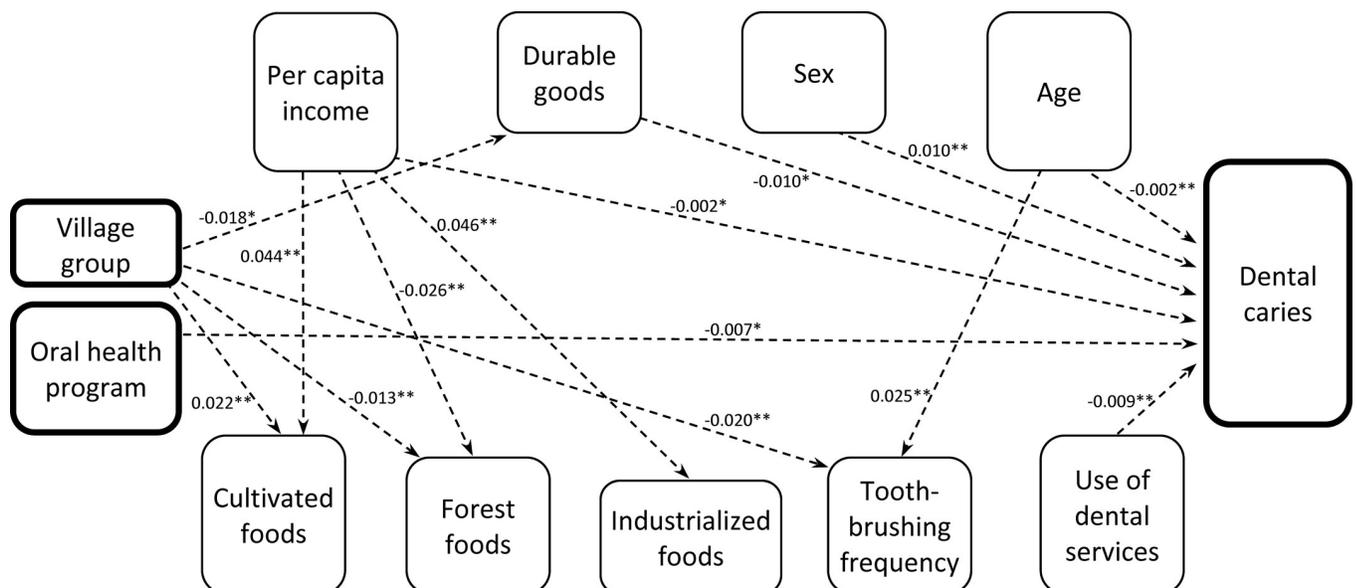 Per capita
income
Durable
goods
Sex
Age
0.010**
-0.010*
-0.002**
-0.002*
-0.018*
0.046**
0.044**
Village
group
-0.026**
Dental
caries
-0.007*
Oral health
program
0.022**
-0.013**
-0.020**
0.025**
-0.009**
Cultivated
foods
Forest
foods
Industrialized
foods
Tooth-
brushing
frequency
Use of
dental
services